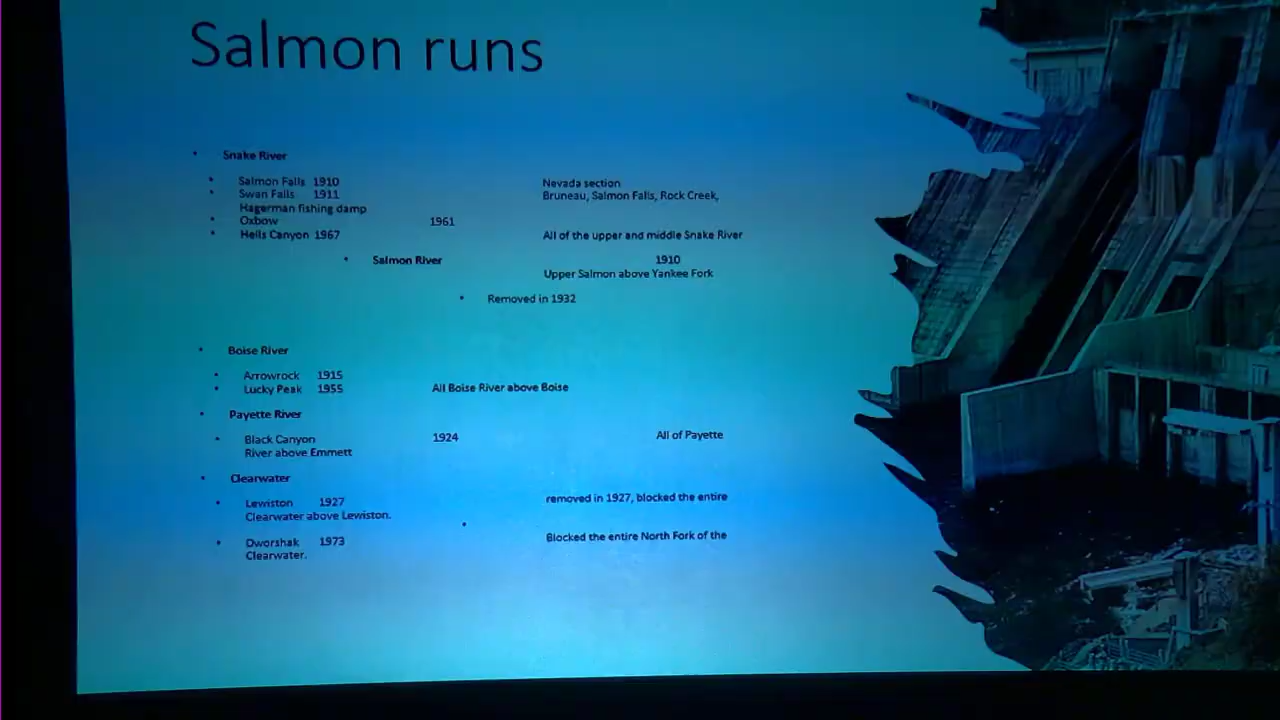 Salmon runs
• Snake River
• Salmon Falls 1910 Nevada section
• Swan Falls 1911 Bruneau, Salmon Falls, Rock Creek,
Hagerman fishing damp
• Oxbow 1961
• Hells Canyon 1967 All of the upper and middle Snake River
• Salmon River 1910
Upper Salmon above Yankee Fork
• Removed in 1932
• Boise River
• Arrowrock 1915
• Lucky Peak 1955 All Boise River above Boise
• Payette River
• Black Canyon 1924 All of Payette
River above Emmett
• Clearwater
• Lewiston 1927 removed in 1927, blocked the entire
Clearwater above Lewiston.
•
• Dworshak 1973 Blocked the entire North Fork of the
Clearwater.